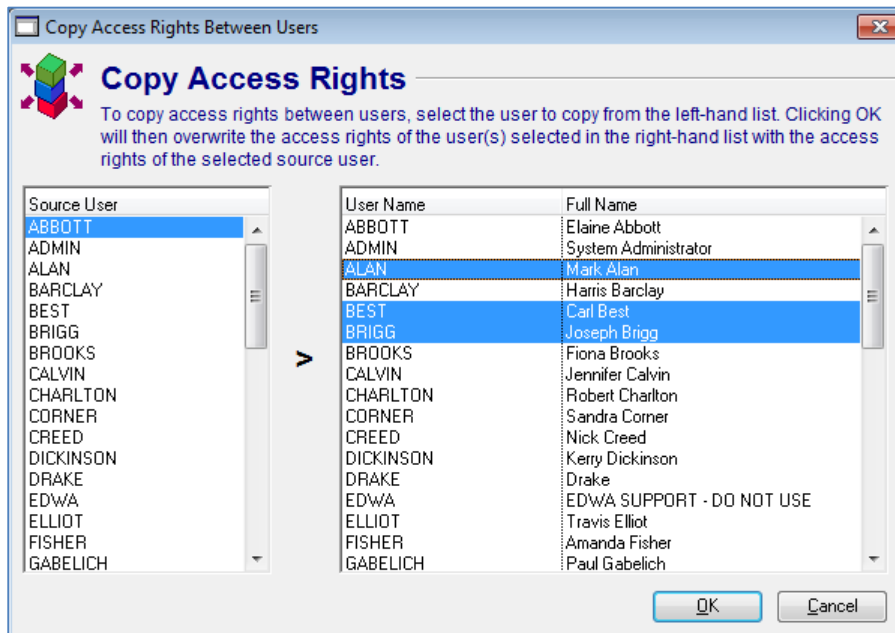 Copy Access Rights Between Users
Copy Access Rights
To copy access rights between users, select the user to copy from the left-hand list. Clicking OK
will then overwrite the access rights of the user(s) selected in the right-hand list with the access
rights of the selected source user.
Source User
ABBOTT
ADMIN
ALAN
BARCLAY
BEST
BRIGG
BROOKS
CALVIN
CHARLTON
CORNER
CREED
DICKINSON
DRAKE
EDWA
ELLIOT
FISHER
GABELICH
>
User Name Full Name
ABBOTT Elaine Abbott
ADMIN System Administrator
ALAN Mark Alan
BARCLAY Harris Barclay
BEST Carl Best
BRIGG Joseph Brigg
BROOKS Fiona Brooks
CALVIN Jennifer Calvin
CHARLTON Robert Charlton
CORNER Sandra Corner
CREED Nick Creed
DICKINSON Kerry Dickinson
DRAKE Drake
EDWA EDWA SUPPORT - DO NOT USE
ELLIOT Travis Elliot
FISHER Amanda Fisher
GABELICH Paul Gabelich
OK Cancel